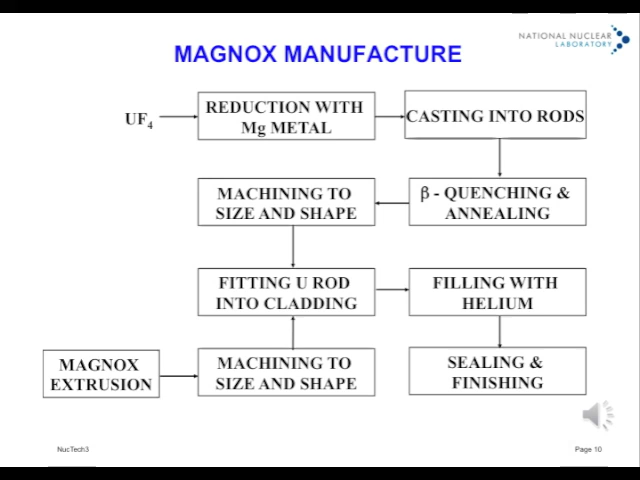 NATIONAL NUCLEAR
LABORATORY
MAGNOX MANUFACTURE
UF4
REDUCTION WITH
Mg METAL
CASTING INTO RODS
MACHINING TO
SIZE AND SHAPE
β - QUENCHING &
ANNEALING
FITTING U ROD
INTO CLADDING
FILLING WITH
HELIUM
MAGNOX
EXTRUSION
MACHINING TO
SIZE AND SHAPE
SEALING &
FINISHING
NucTech3
Page 10